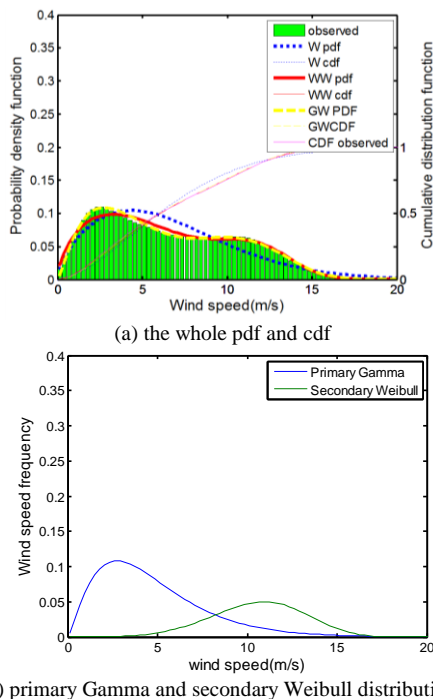 0.4
0.35
0.3
0.25
0.2
0.15
0.1
0.05
0
Probability density function
observed
W pdf
W cdf
WW pdf
WW cdf
GW PDF
GWCDF
CDF observed
1
0.5
0
Cumulative distribution function
0 5 10 15 20
Wind speed(m/s)
(a) the whole pdf and cdf
0.4
0.35
0.3
0.25
0.2
0.15
0.1
0.05
0
Wind speed frequency
Primary Gamma
Secondary Weibull
0 5 10 15 20
wind speed(m/s)
) primary Gamma and secondary Weibull distributi